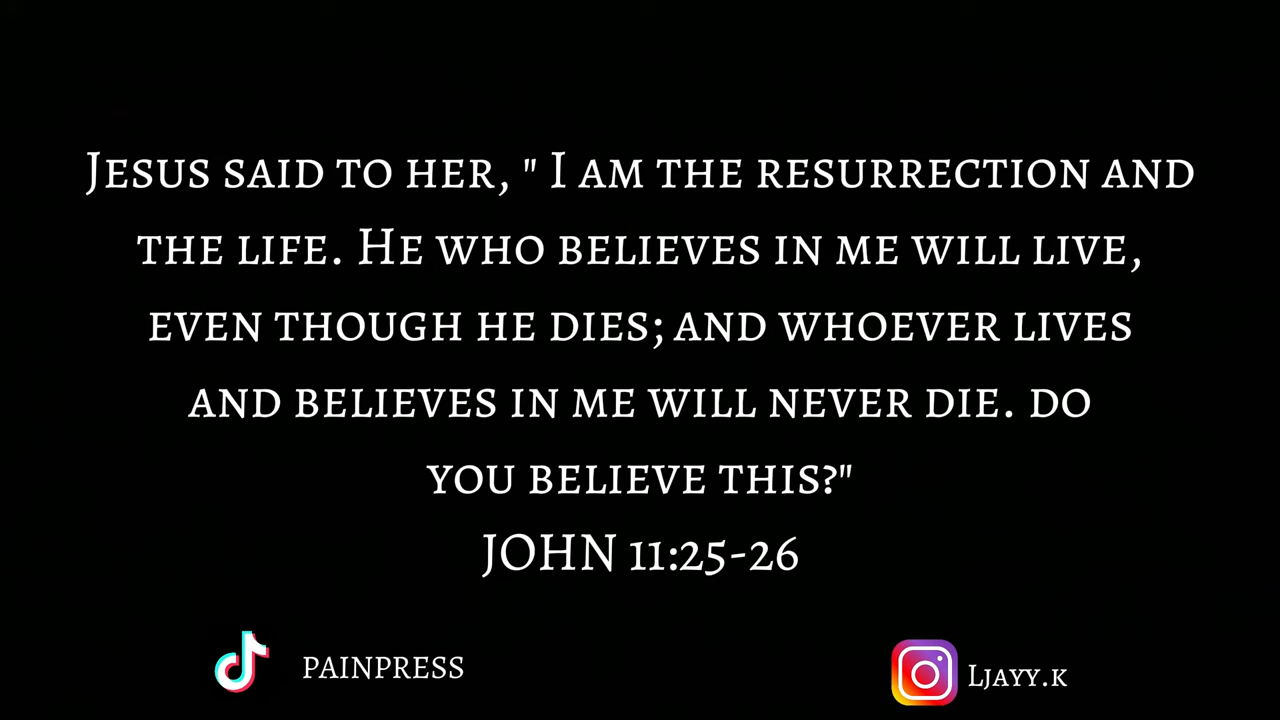 Jesus said to her, " I am the resurrection and
the life. He who believes in me will live,
even though he dies; and whoever lives
and believes in me will never die. do
you believe this?"
JOHN 11:25-26
PAINPRESS
Ljayy.k